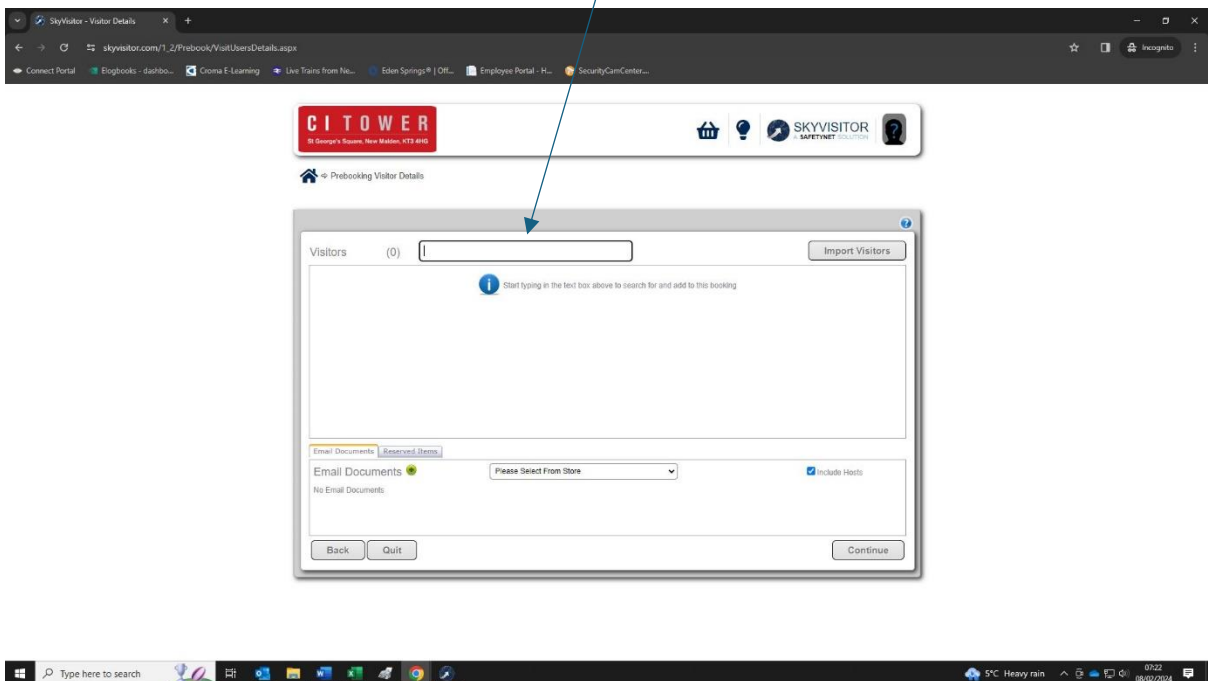 SkyVisitor - Visitor Details
skyvisitor.com/1_2/Prebook/VisitUsersDetails.aspx
Incognito
Connect Portal
Elogbooks - dashbo...
Croma E-Learning
Live Trains from Ne...
Eden Springs® | Off...
Employee Portal - H...
SecurityCamCenter....
CI TOWER
St George's Square, New Malden, KT3 4HG
SKYVISITOR
A SAFETYNET SOLUTION
Prebooking Visitor Details
Visitors (0)
Import Visitors
Start typing in the text box above to search for and add to this booking
Email Documents Reserved Items
Email Documents
Please Select From Store
Include Hosts
No Email Documents
Back Quit Continue
Type here to search
5°C Heavy rain
07:22
08/02/2024